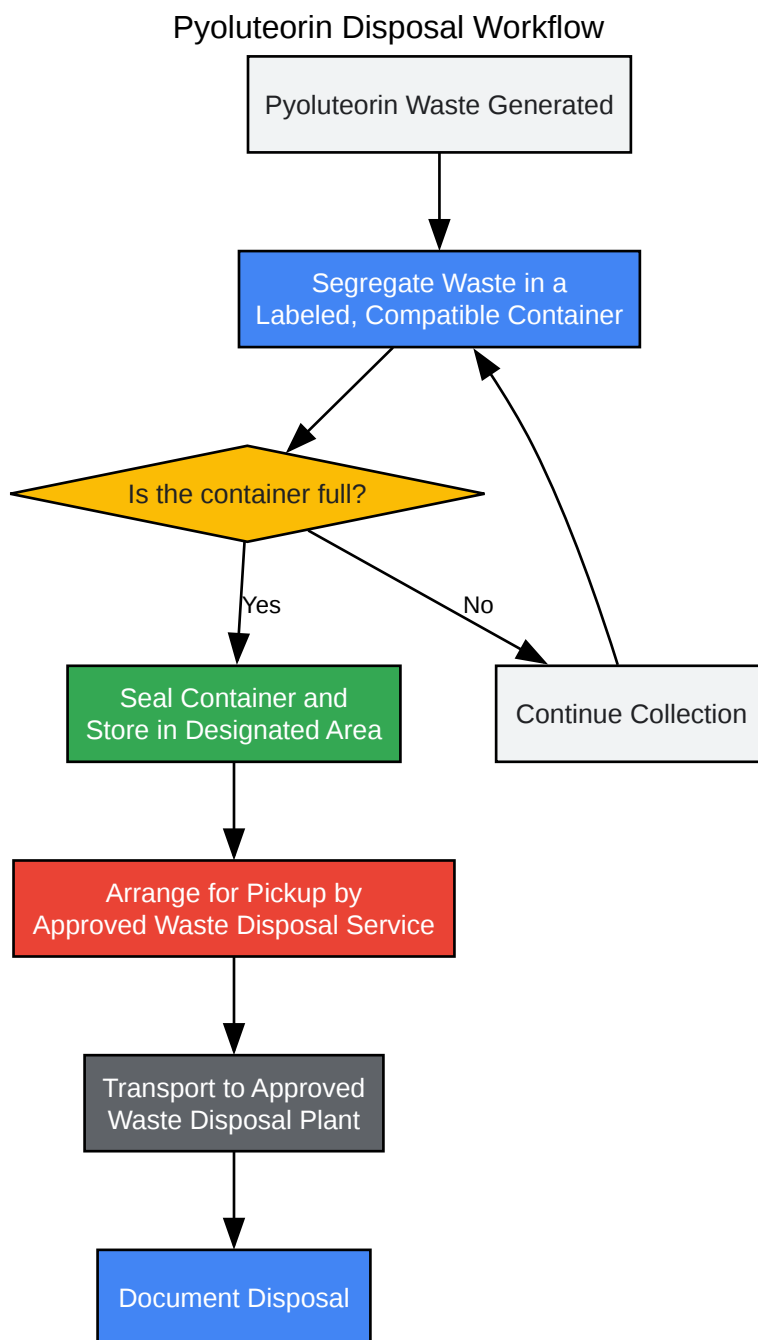 Pyoluteorin Disposal Workflow
Pyoluteorin Waste Generated
Segregate Waste in a
Labeled, Compatible Container
Is the container full?
Yes
No
Seal Container and
Store in Designated Area
Continue Collection
Arrange for Pickup by
Approved Waste Disposal Service
Transport to Approved
Waste Disposal Plant
Document Disposal